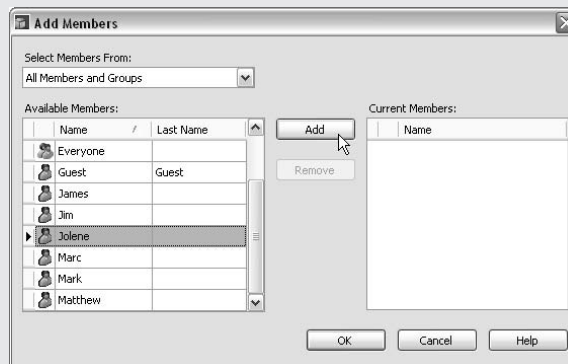 Add Members
Select Members From:
All Members and Groups
Available Members:
Name / Last Name
Everyone
Guest Guest
James
Jim
Jolene
Marc
Mark
Matthew
Add
Remove
Current Members:
Name
OK Cancel Help